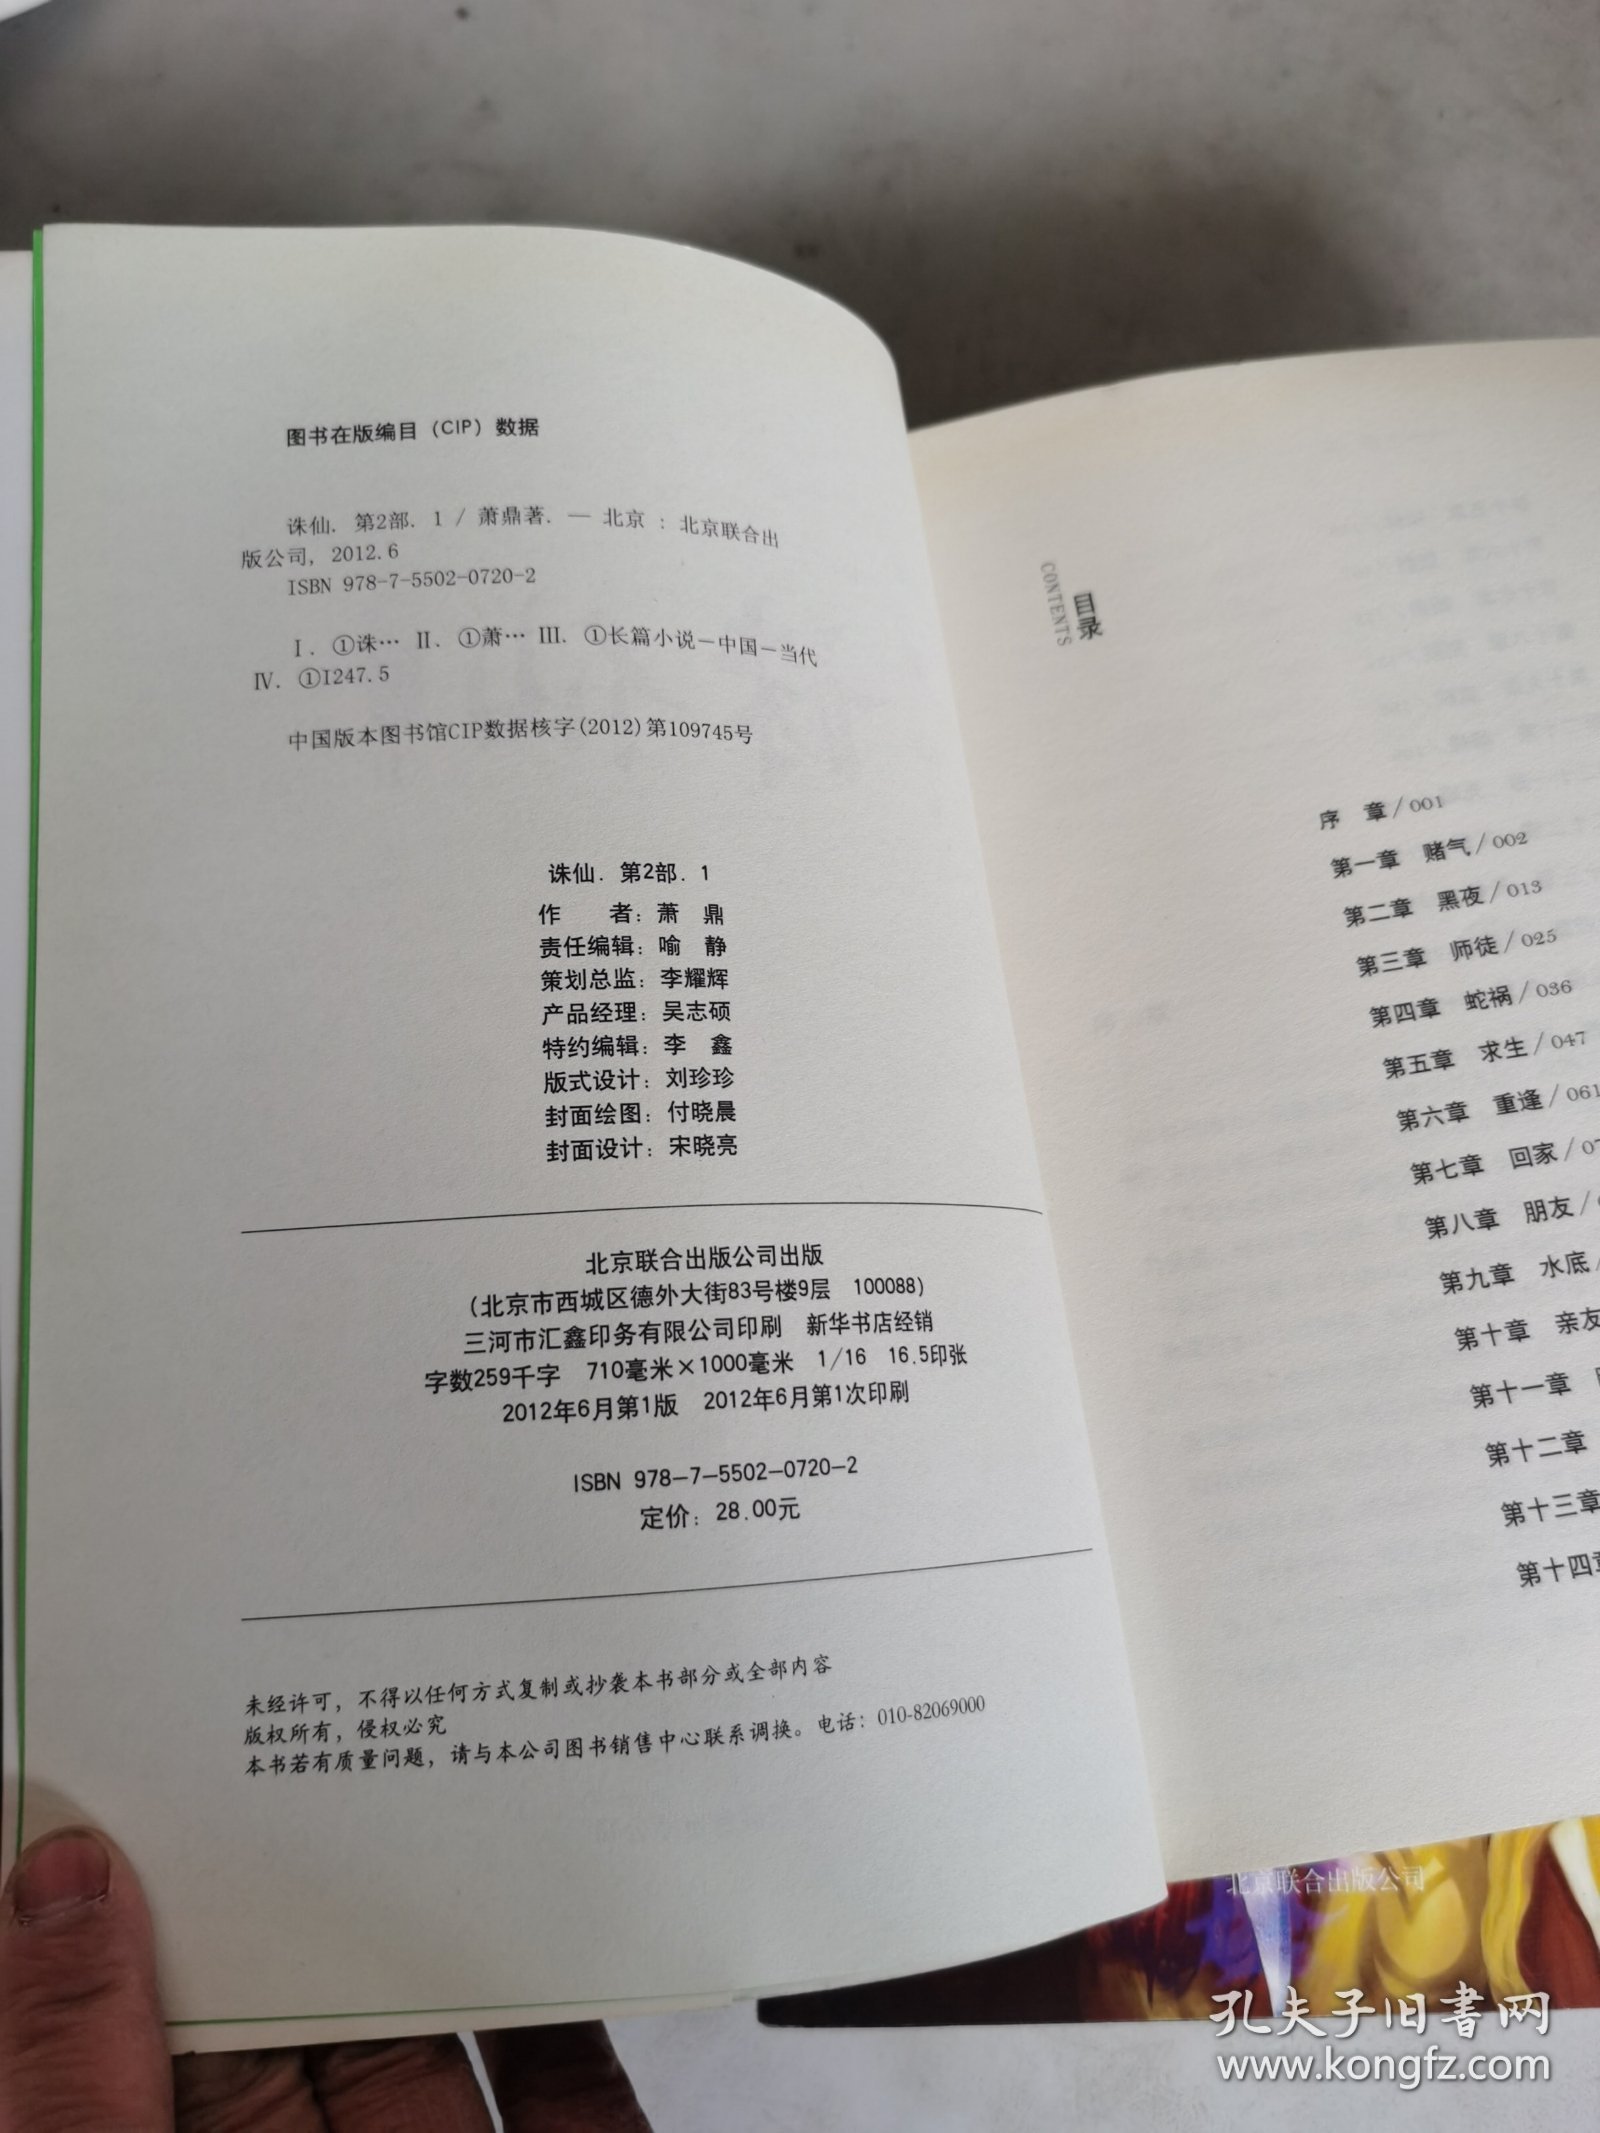 图书在版编目（CIP）数据
诛仙. 第2部. 1 / 萧鼎著. — 北京 : 北京联合出
版公司, 2012.6
ISBN 978-7-5502-0720-2
Ⅰ. ①诛… Ⅱ. ①萧… Ⅲ. ①长篇小说－中国－当代
Ⅳ. ①I247.5
中国版本图书馆CIP数据核字(2012)第109745号
诛仙. 第2部. 1
作　　者：萧　鼎
责任编辑：喻　静
策划总监：李耀辉
产品经理：吴志硕
特约编辑：李　鑫
版式设计：刘珍珍
封面绘图：付晓晨
封面设计：宋晓亮
北京联合出版公司出版
（北京市西城区德外大街83号楼9层　100088）
三河市汇鑫印务有限公司印刷　新华书店经销
字数259千字　710毫米×1000毫米　1/16　16.5印张
2012年6月第1版　2012年6月第1次印刷
ISBN 978-7-5502-0720-2
定价：28.00元
未经许可，不得以任何方式复制或抄袭本书部分或全部内容
版权所有，侵权必究
本书若有质量问题，请与本公司图书销售中心联系调换。电话：010-82069000
目录
CONTENTS
序　章/001
第一章　赌气/002
第二章　黑夜/013
第三章　师徒/025
第四章　蛇祸/036
第五章　求生/047
第六章　重逢/061
第七章　回家/07
第八章　朋友/
第九章　水底/
第十章　亲友
第十一章
第十二章
第十三章
第十四章
北京联合出版公司
孔夫子旧书网
www.kongfz.com